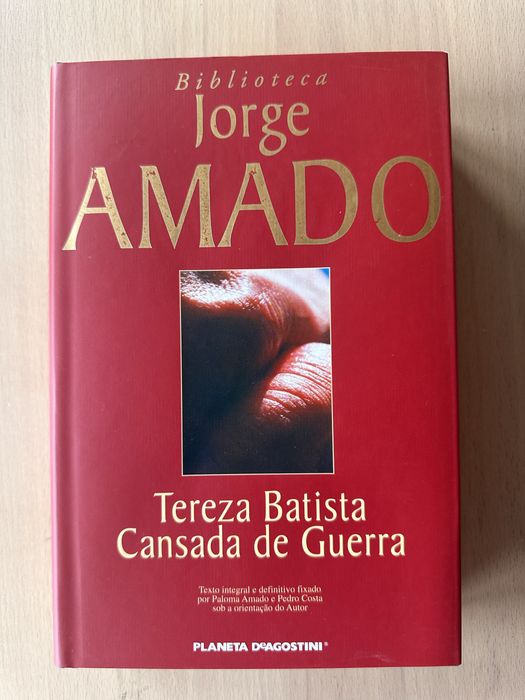 Biblioteca
Jorge
AMADO
Tereza Batista
Cansada de Guerra
Texto integral e definitivo fixado
por Paloma Amado e Pedro Costa
sob a orientação do Autor
PLANETA DeAGOSTINI®